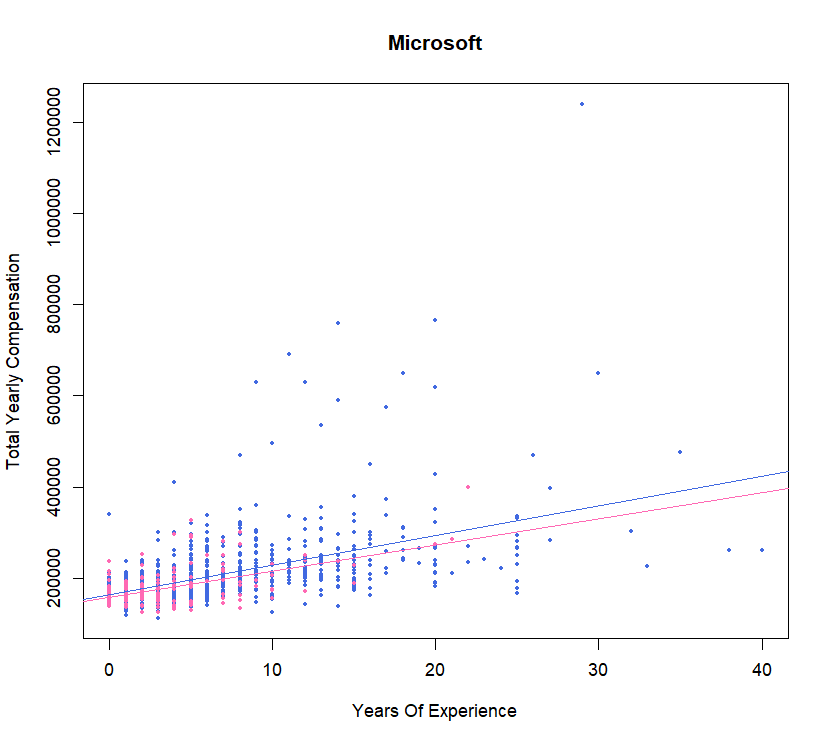 Microsoft
Total Yearly Compensation
1200000
1000000
800000
600000
400000
200000
0 10 20 30 40
Years Of Experience